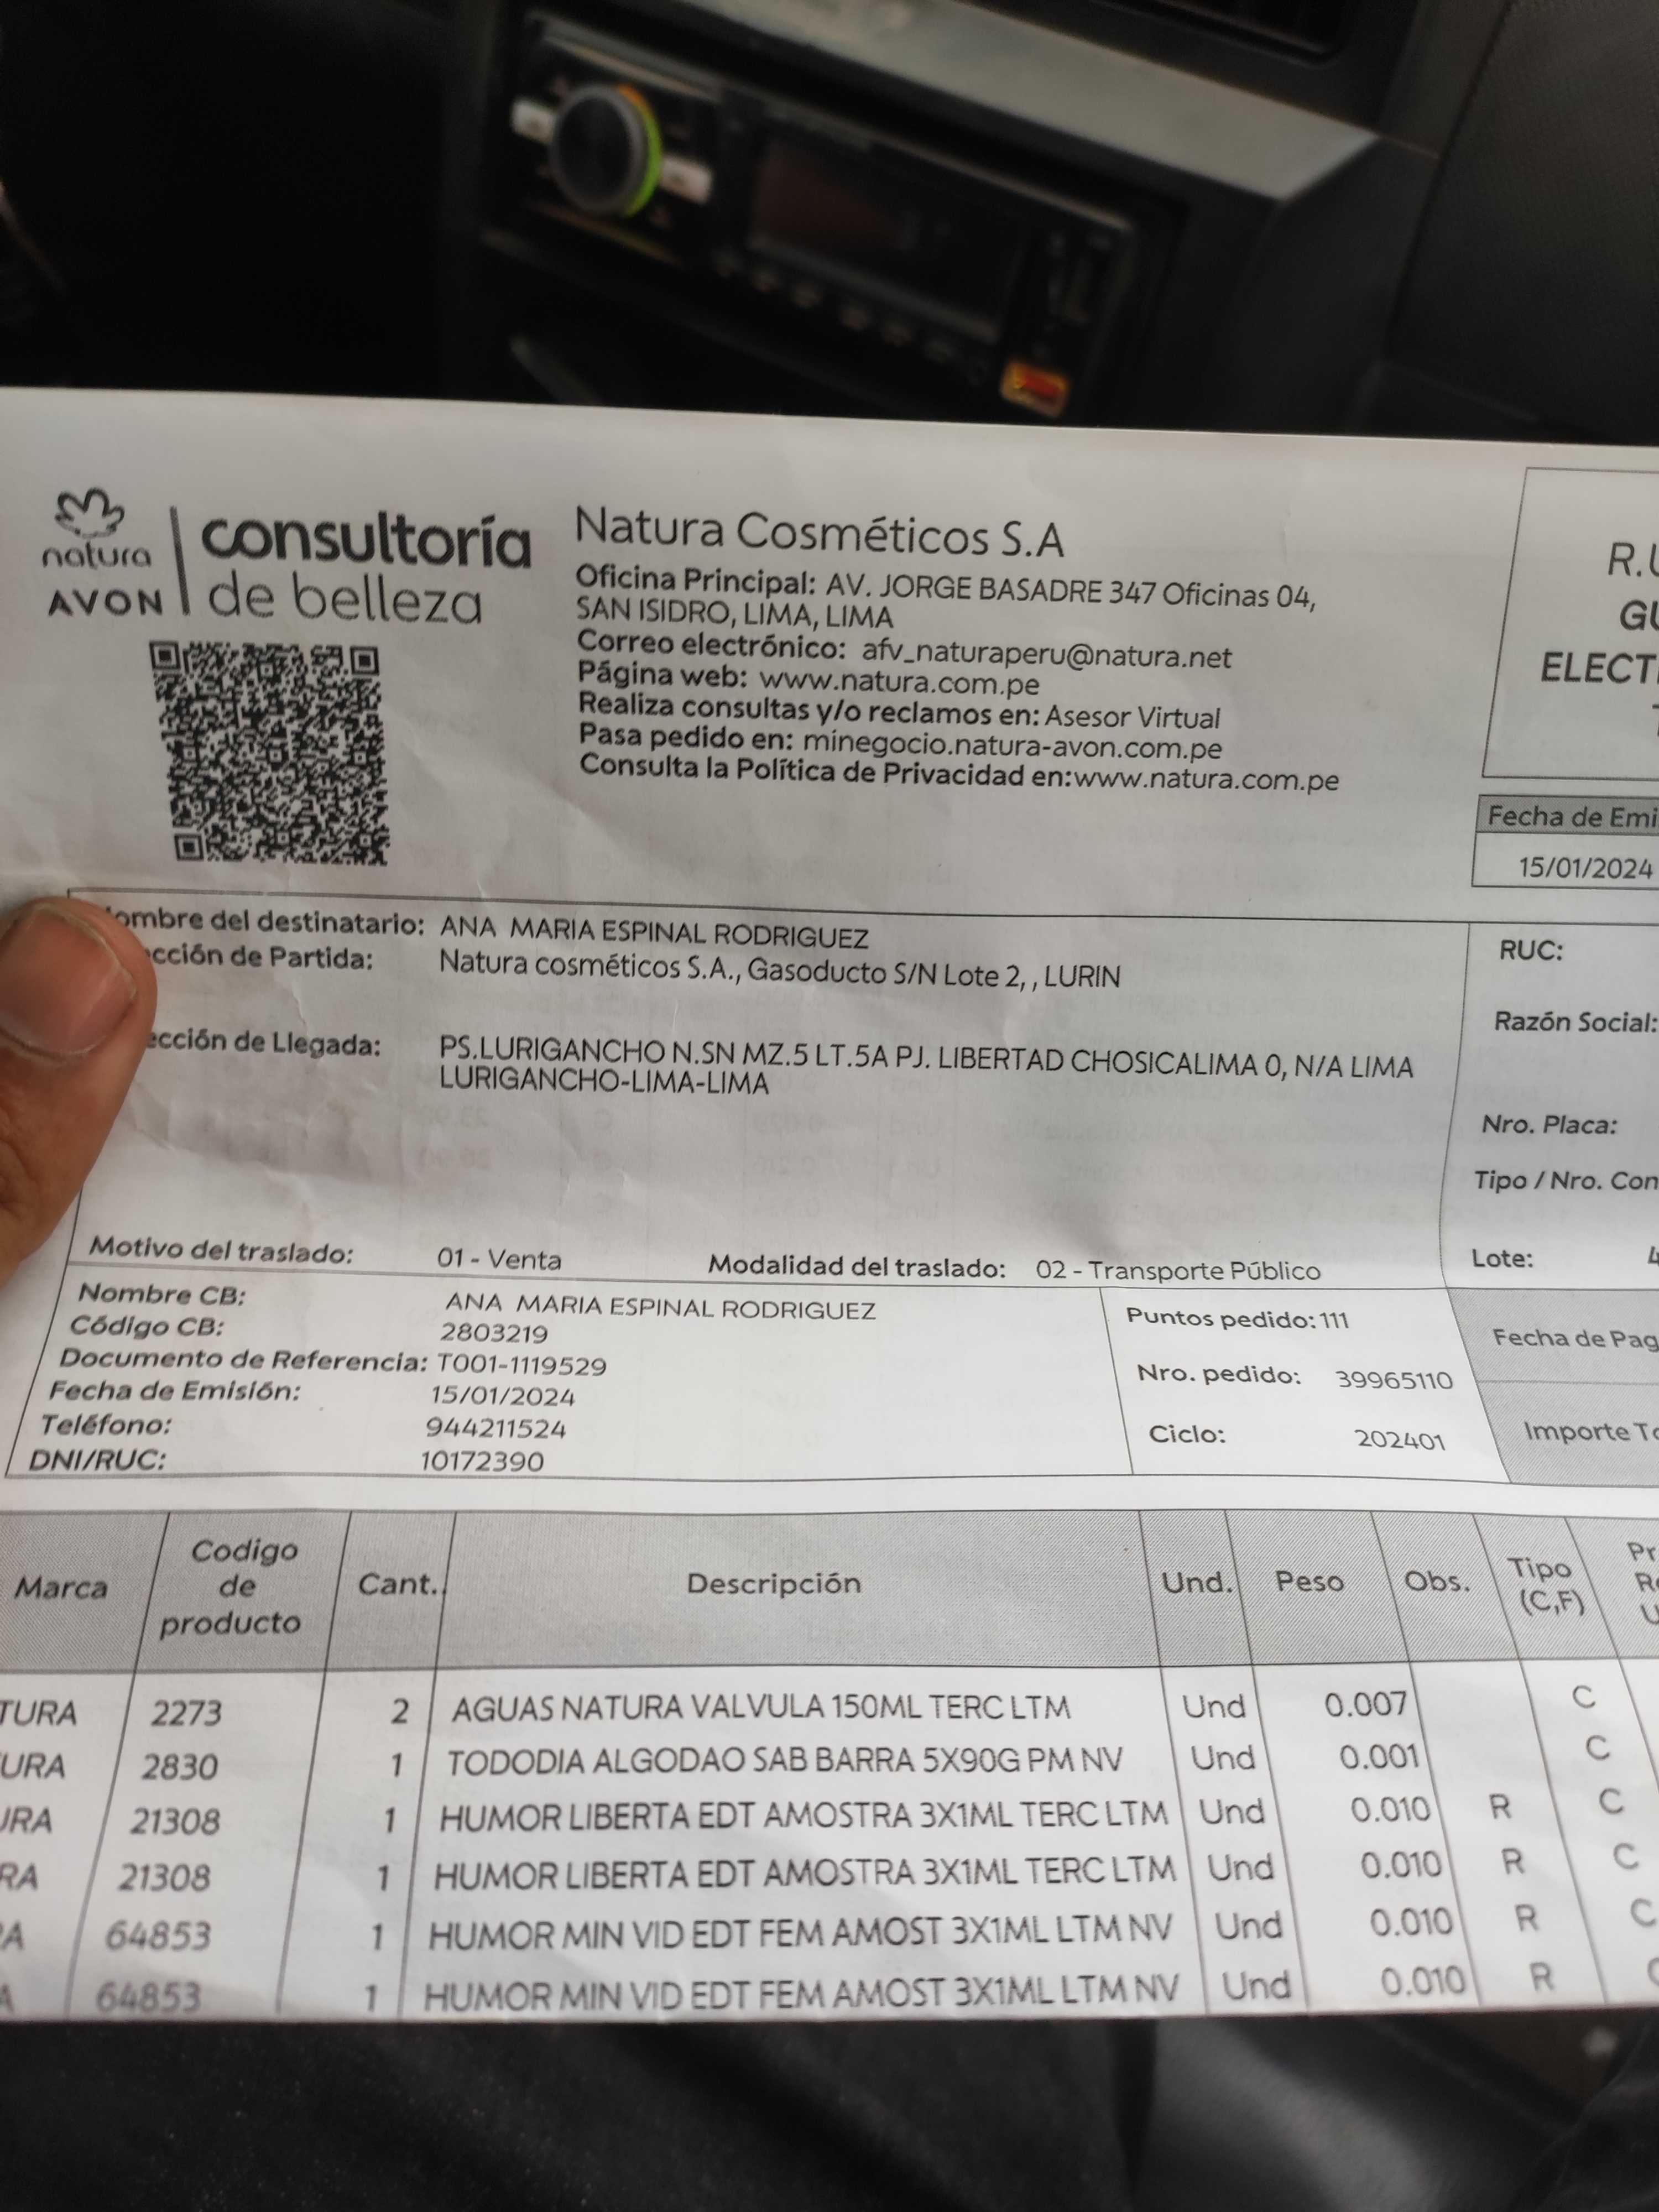 natura
AVON
consultoría
de belleza
Natura Cosméticos S.A
Oficina Principal: AV. JORGE BASADRE 347 Oficinas 04,
SAN ISIDRO, LIMA, LIMA
Correo electrónico: afv_naturaperu@natura.net
Página web: www.natura.com.pe
Realiza consultas y/o reclamos en: Asesor Virtual
Pasa pedido en: minegocio.natura-avon.com.pe
Consulta la Política de Privacidad en:www.natura.com.pe
R.U
GU
ELECT
Fecha de Emi
15/01/2024
ombre del destinatario: ANA MARIA ESPINAL RODRIGUEZ
cción de Partida: Natura cosméticos S.A., Gasoducto S/N Lote 2, , LURIN
ección de Llegada: PS.LURIGANCHO N.SN MZ.5 LT.5A PJ. LIBERTAD CHOSICALIMA 0, N/A LIMA
LURIGANCHO-LIMA-LIMA
RUC:
Razón Social:
Nro. Placa:
Tipo / Nro. Con
Lote: 4
Motivo del traslado: 01 - Venta Modalidad del traslado: 02 - Transporte Público
Nombre CB: ANA MARIA ESPINAL RODRIGUEZ
Código CB: 2803219
Documento de Referencia: T001-1119529
Fecha de Emisión: 15/01/2024
Teléfono: 944211524
DNI/RUC: 10172390
Puntos pedido: 111
Nro. pedido: 39965110
Ciclo: 202401
Fecha de Pag
Importe To
Marca Codigo de producto Cant. Descripción Und. Peso Obs. Tipo (C,F) Pr Re U
TURA 2273 2 AGUAS NATURA VALVULA 150ML TERC LTM Und 0.007 C
URA 2830 1 TODODIA ALGODAO SAB BARRA 5X90G PM NV Und 0.001 C
URA 21308 1 HUMOR LIBERTA EDT AMOSTRA 3X1ML TERC LTM Und 0.010 R C
RA 21308 1 HUMOR LIBERTA EDT AMOSTRA 3X1ML TERC LTM Und 0.010 R C
RA 64853 1 HUMOR MIN VID EDT FEM AMOST 3X1ML LTM NV Und 0.010 R C
A 64853 1 HUMOR MIN VID EDT FEM AMOST 3X1ML LTM NV Und 0.010 R C